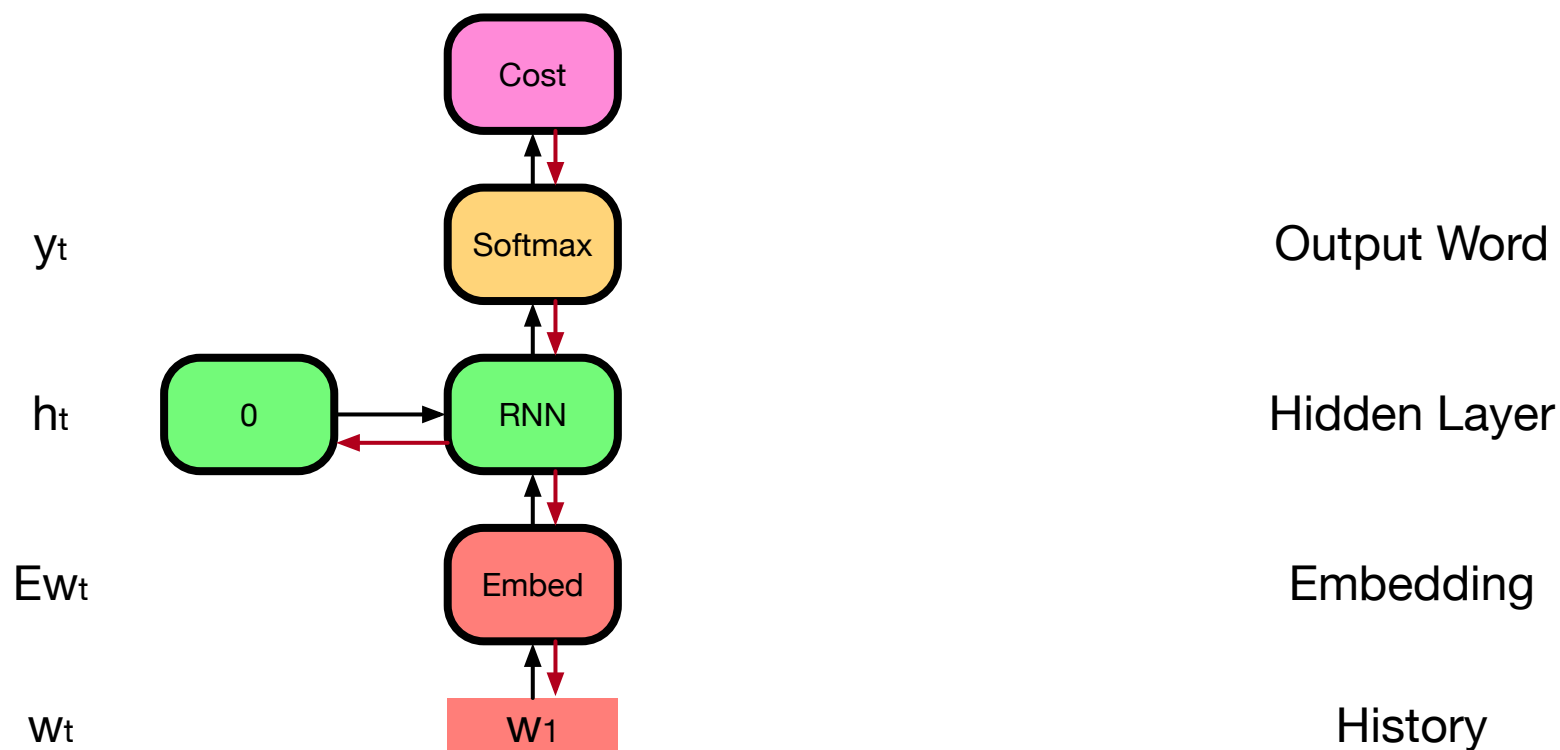 Cost
yt Softmax Output Word
ht 0 RNN Hidden Layer
Ewt Embed Embedding
wt w1 History